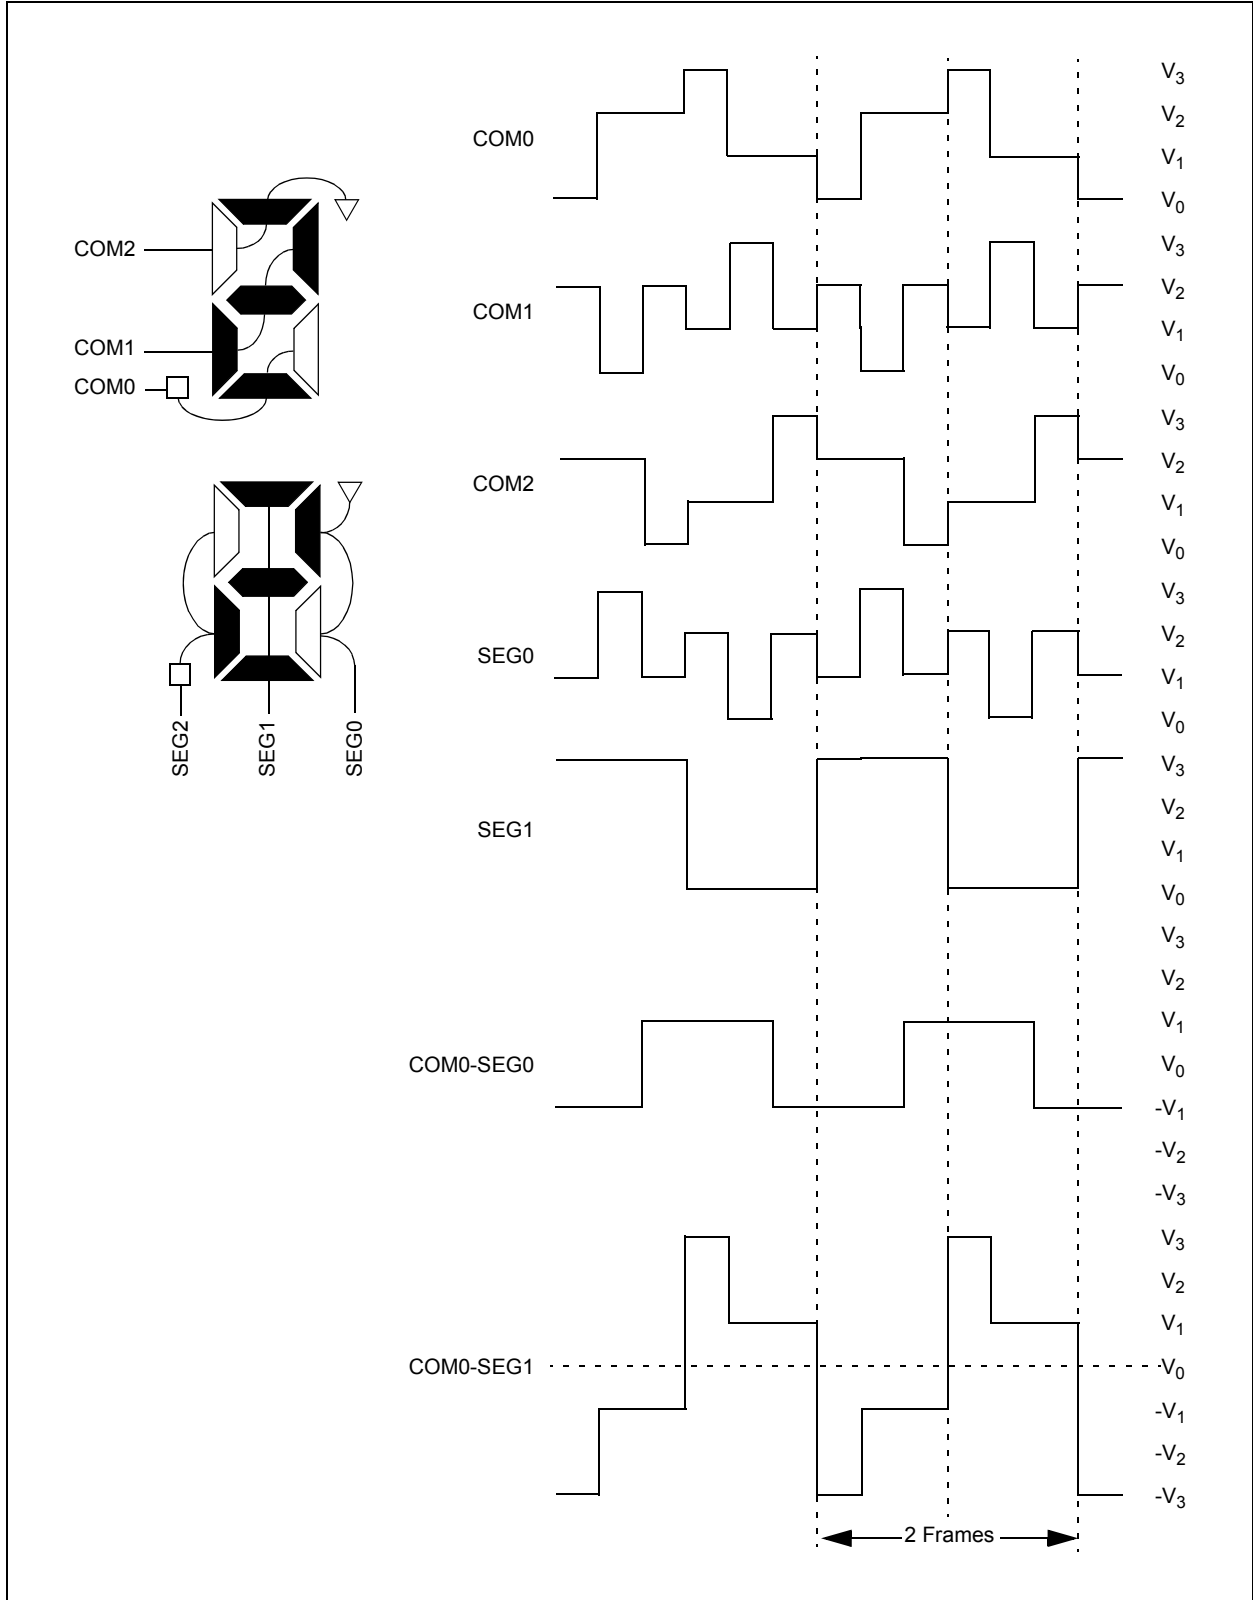 COM2
COM1
COM0
SEG2
SEG1
SEG0
COM0
V3
V2
V1
V0
COM1
V3
V2
V1
V0
COM2
V3
V2
V1
V0
SEG0
V3
V2
V1
V0
SEG1
V3
V2
V1
V0
COM0-SEG0
V3
V2
V1
V0
-V1
-V2
-V3
COM0-SEG1
V3
V2
V1
V0
-V1
-V2
-V3
2 Frames